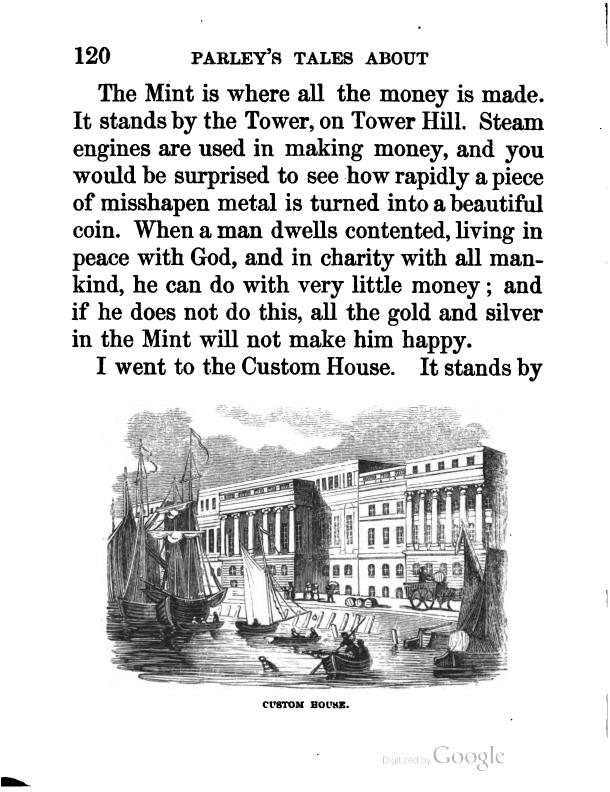 120 PARLEY'S TALES ABOUT
The Mint is where all the money is made.
It stands by the Tower, on Tower Hill. Steam
engines are used in making money, and you
would be surprised to see how rapidly a piece
of misshapen metal is turned into a beautiful
coin. When a man dwells contented, living in
peace with God, and in charity with all man-
kind, he can do with very little money; and
if he does not do this, all the gold and silver
in the Mint will not make him happy.
I went to the Custom House. It stands by
CUSTOM HOUSE.
Digitized by Google